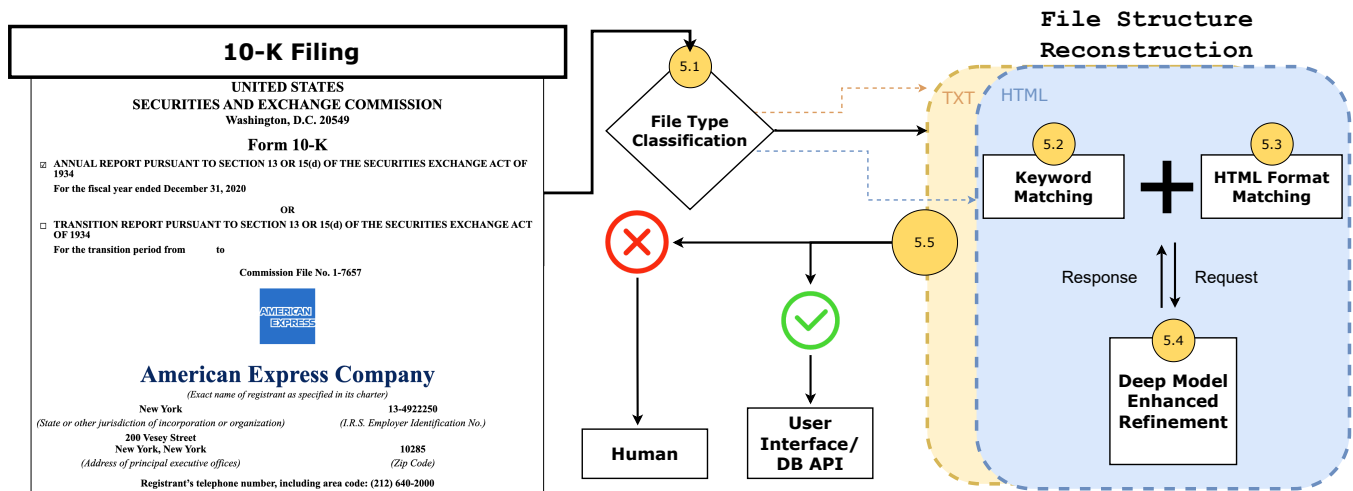 10-K Filing
UNITED STATES
SECURITIES AND EXCHANGE COMMISSION
Washington, D.C. 20549
Form 10-K
☑ ANNUAL REPORT PURSUANT TO SECTION 13 OR 15(d) OF THE SECURITIES EXCHANGE ACT OF
1934
For the fiscal year ended December 31, 2020
OR
☐ TRANSITION REPORT PURSUANT TO SECTION 13 OR 15(d) OF THE SECURITIES EXCHANGE ACT
OF 1934
For the transition period from to
Commission File No. 1-7657
AMERICAN
EXPRESS
American Express Company
(Exact name of registrant as specified in its charter)
New York 13-4922250
(State or other jurisdiction of incorporation or organization) (I.R.S. Employer Identification No.)
200 Vesey Street
New York, New York 10285
(Address of principal executive offices) (Zip Code)
Registrant's telephone number, including area code: (212) 640-2000
5.1
File Type
Classification
5.5
Human
User
Interface/
DB API
File Structure
Reconstruction
TXT
HTML
5.2
Keyword
Matching
5.3
HTML Format
Matching
Response
Request
5.4
Deep Model
Enhanced
Refinement